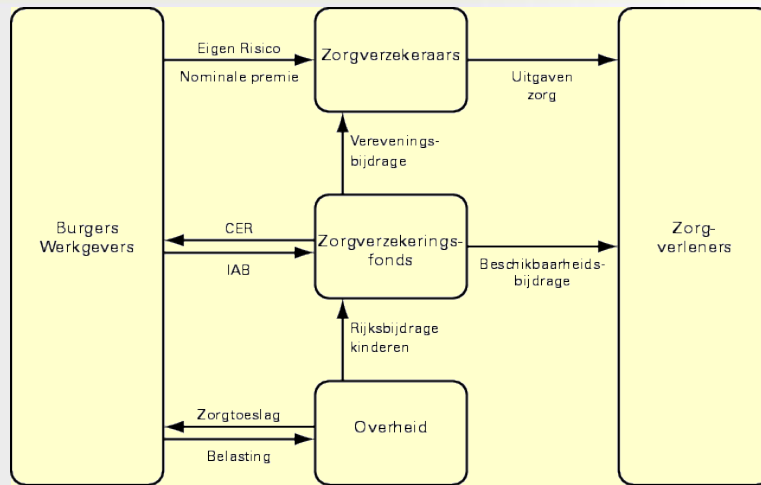 Eigen Risico
Nominale premie
Zorgverzekeraars
Uitgaven
zorg
Verevenings-
bijdrage
Burgers
Werkgevers
CER
IAB
Zorgverzekerings-
fonds
Beschikbaarheids-
bijdrage
Zorg-
verleners
Rijksbijdrage
kinderen
Zorgtoeslag
Belasting
Overheid